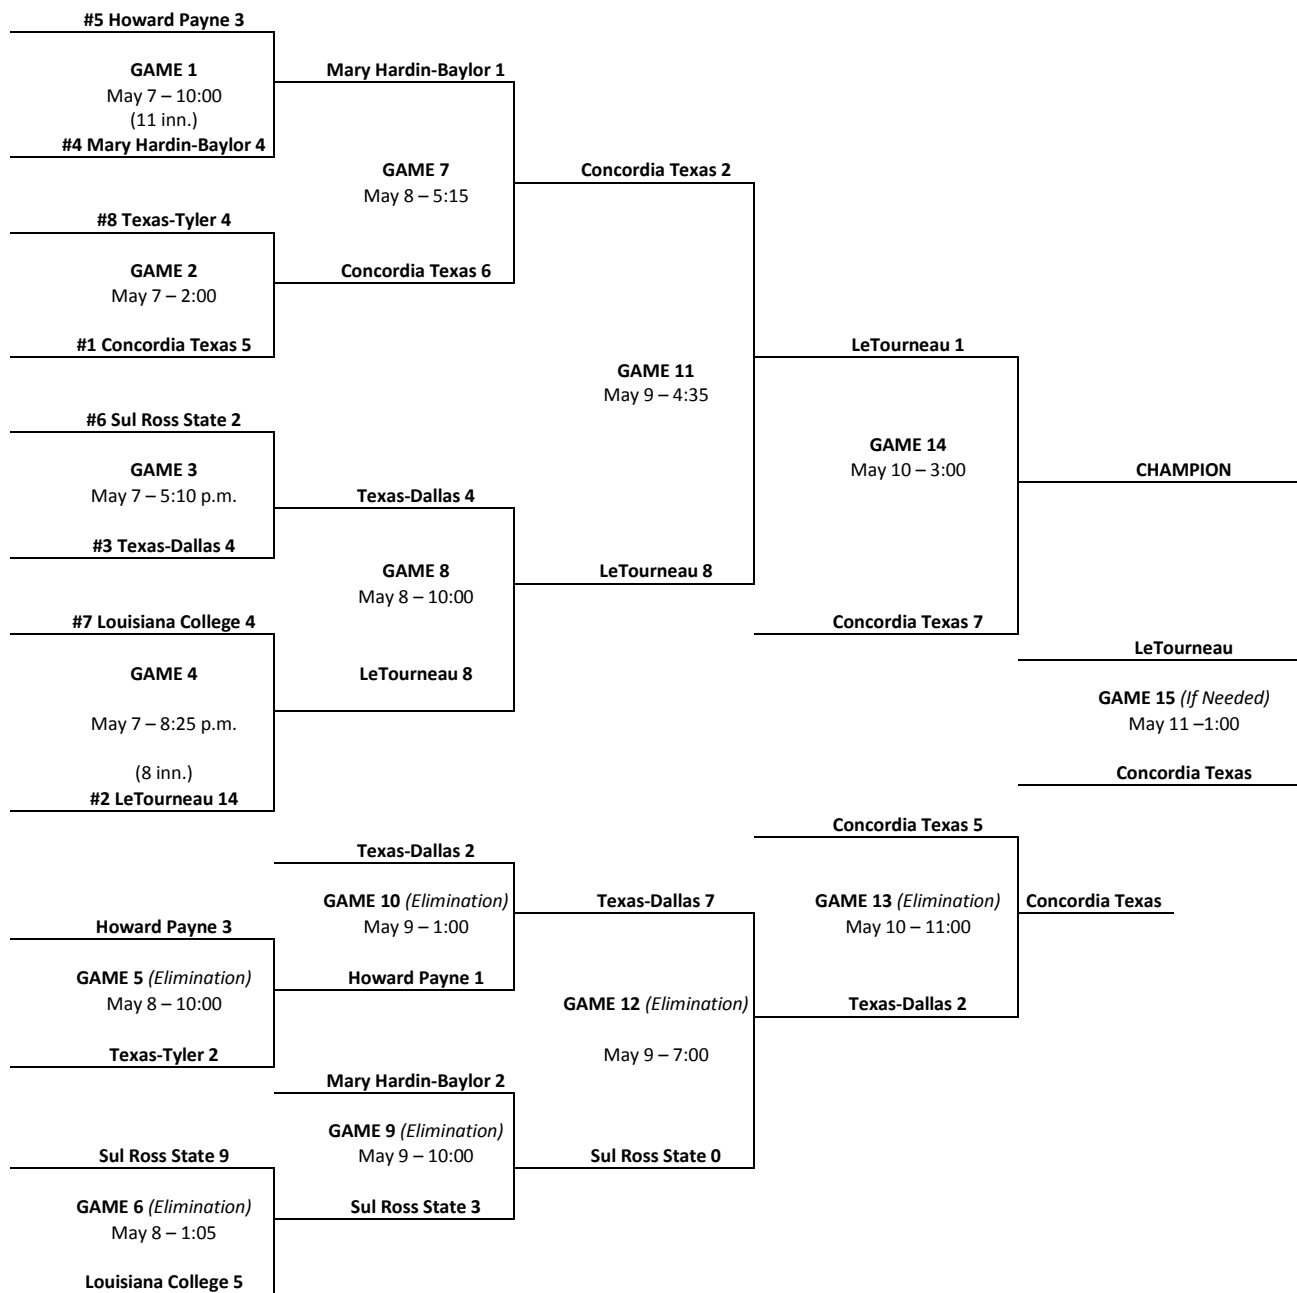 #5 Howard Payne 3
GAME 1
May 7 – 10:00
(11 inn.)
#4 Mary Hardin-Baylor 4
#8 Texas-Tyler 4
GAME 2
May 7 – 2:00
#1 Concordia Texas 5
#6 Sul Ross State 2
GAME 3
May 7 – 5:10 p.m.
#3 Texas-Dallas 4
#7 Louisiana College 4
GAME 4
May 7 – 8:25 p.m.
(8 inn.)
#2 LeTourneau 14
Mary Hardin-Baylor 1
GAME 7
May 8 – 5:15
Concordia Texas 6
Texas-Dallas 4
GAME 8
May 8 – 10:00
LeTourneau 8
Concordia Texas 2
GAME 11
May 9 – 4:35
LeTourneau 8
LeTourneau 1
GAME 14
May 10 – 3:00
Concordia Texas 7
CHAMPION
LeTourneau
GAME 15 (If Needed)
May 11 –1:00
Concordia Texas
Howard Payne 3
GAME 5 (Elimination)
May 8 – 10:00
Texas-Tyler 2
Sul Ross State 9
GAME 6 (Elimination)
May 8 – 1:05
Louisiana College 5
Texas-Dallas 2
GAME 10 (Elimination)
May 9 – 1:00
Howard Payne 1
Mary Hardin-Baylor 2
GAME 9 (Elimination)
May 9 – 10:00
Sul Ross State 3
Texas-Dallas 7
GAME 12 (Elimination)
May 9 – 7:00
Sul Ross State 0
Concordia Texas 5
GAME 13 (Elimination)
May 10 – 11:00
Texas-Dallas 2
Concordia Texas